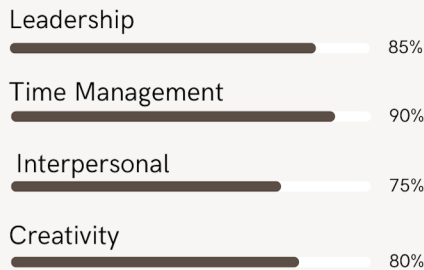 Leadership
85%
Time Management
90%
Interpersonal
75%
Creativity
80%